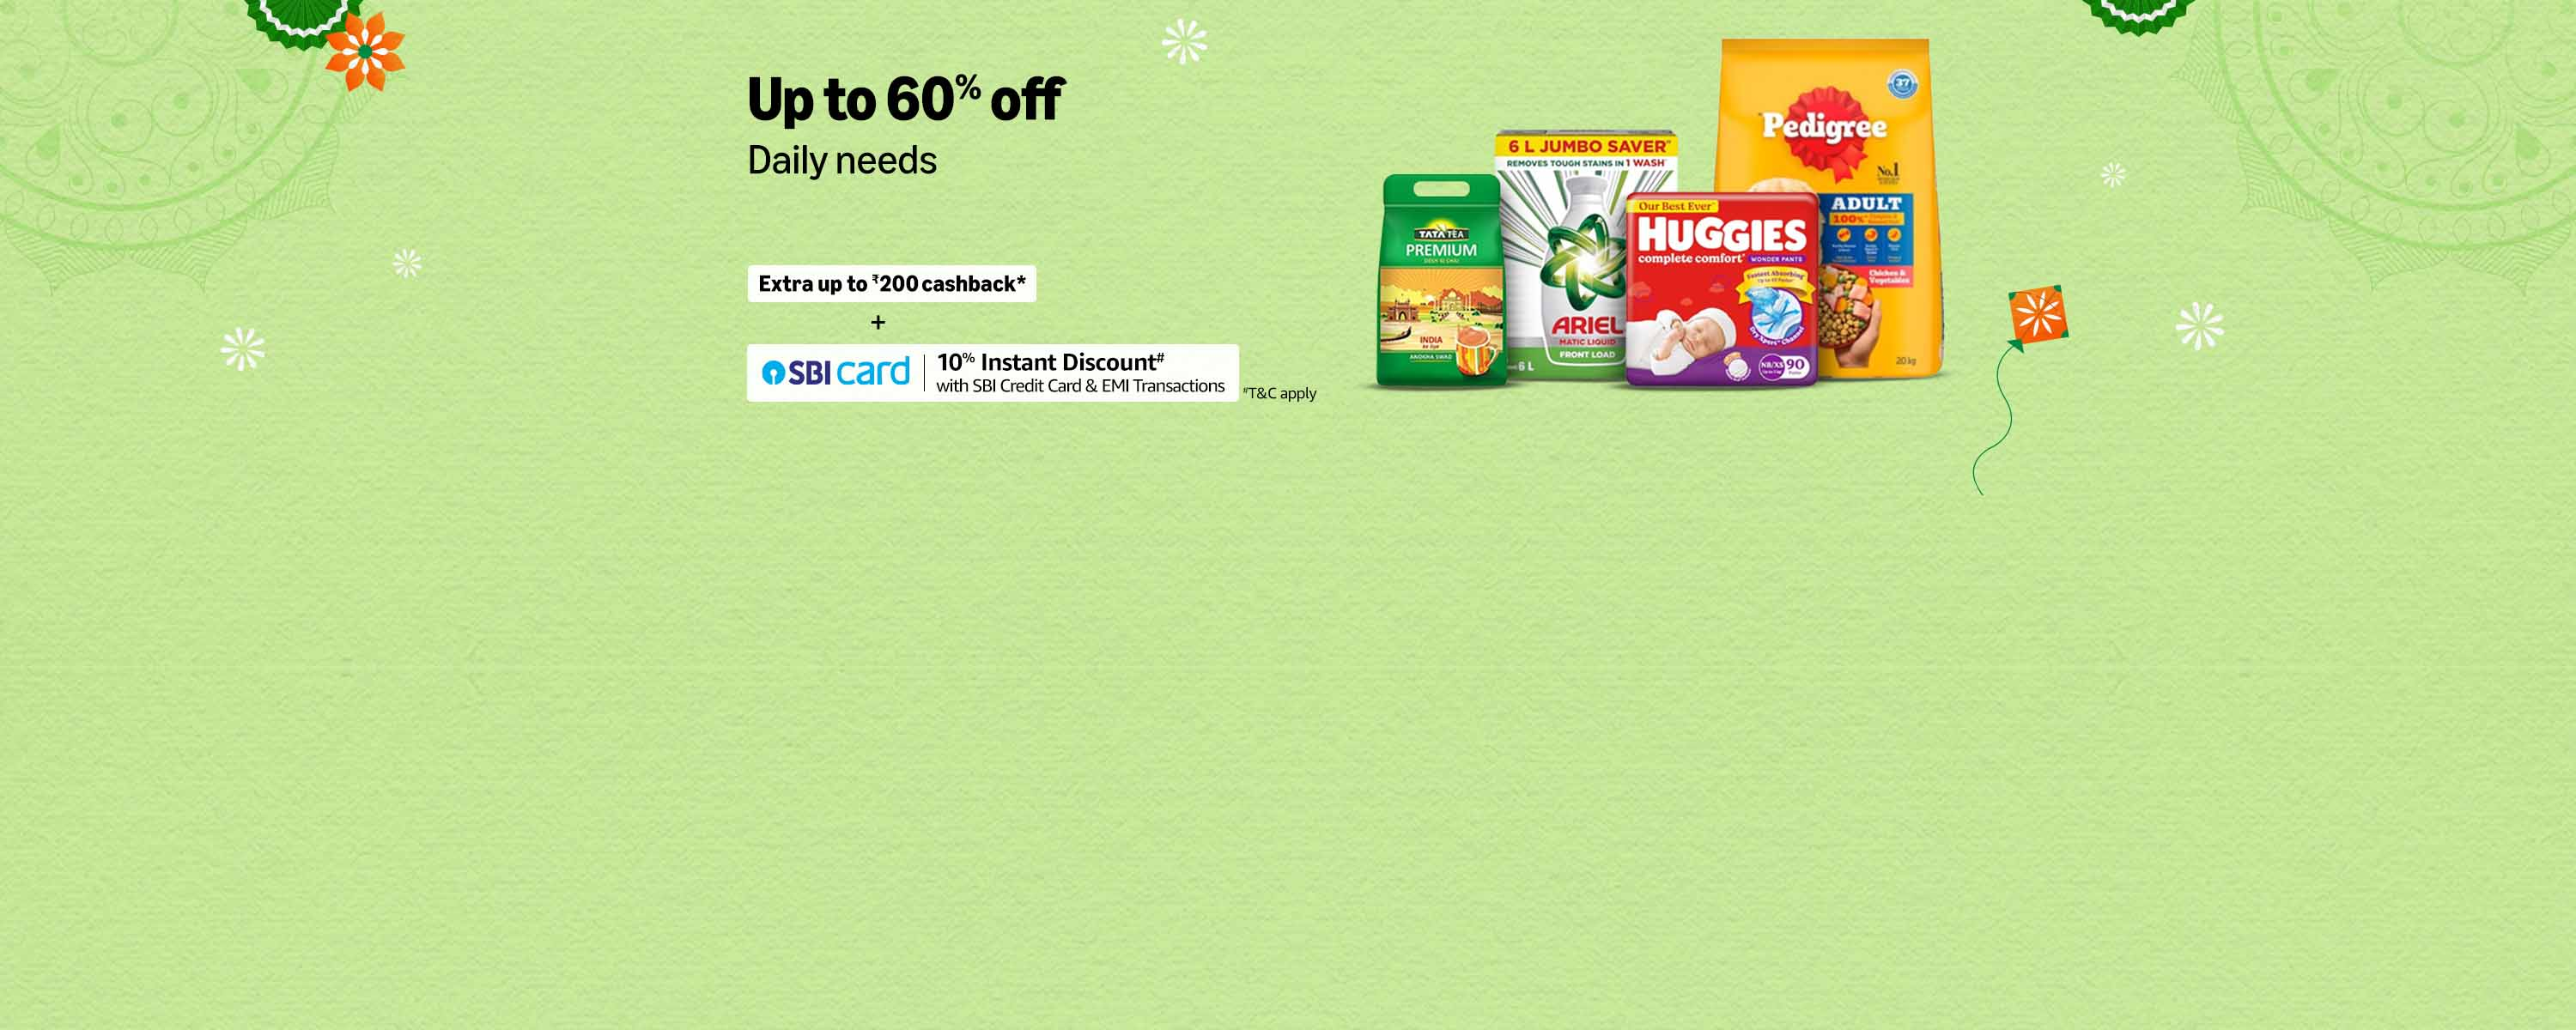 Up to 60% off
Daily needs
Extra up to ₹200 cashback*
+
SBI card
10% Instant Discount#
with SBI Credit Card & EMI Transactions
#T&C apply
TATA TEA
PREMIUM
INDIA
6 L JUMBO SAVER
REMOVES TOUGH STAINS IN 1 WASH
ARIEL
MATIC LIQUID
FRONT LOAD
6 L
Our Best Ever
HUGGIES
complete comfort
WONDER PANTS
Fastest Absorbing
NB/XS 90
Pedigree
No.1
ADULT
100%
Chicken &
Vegetables
20 kg